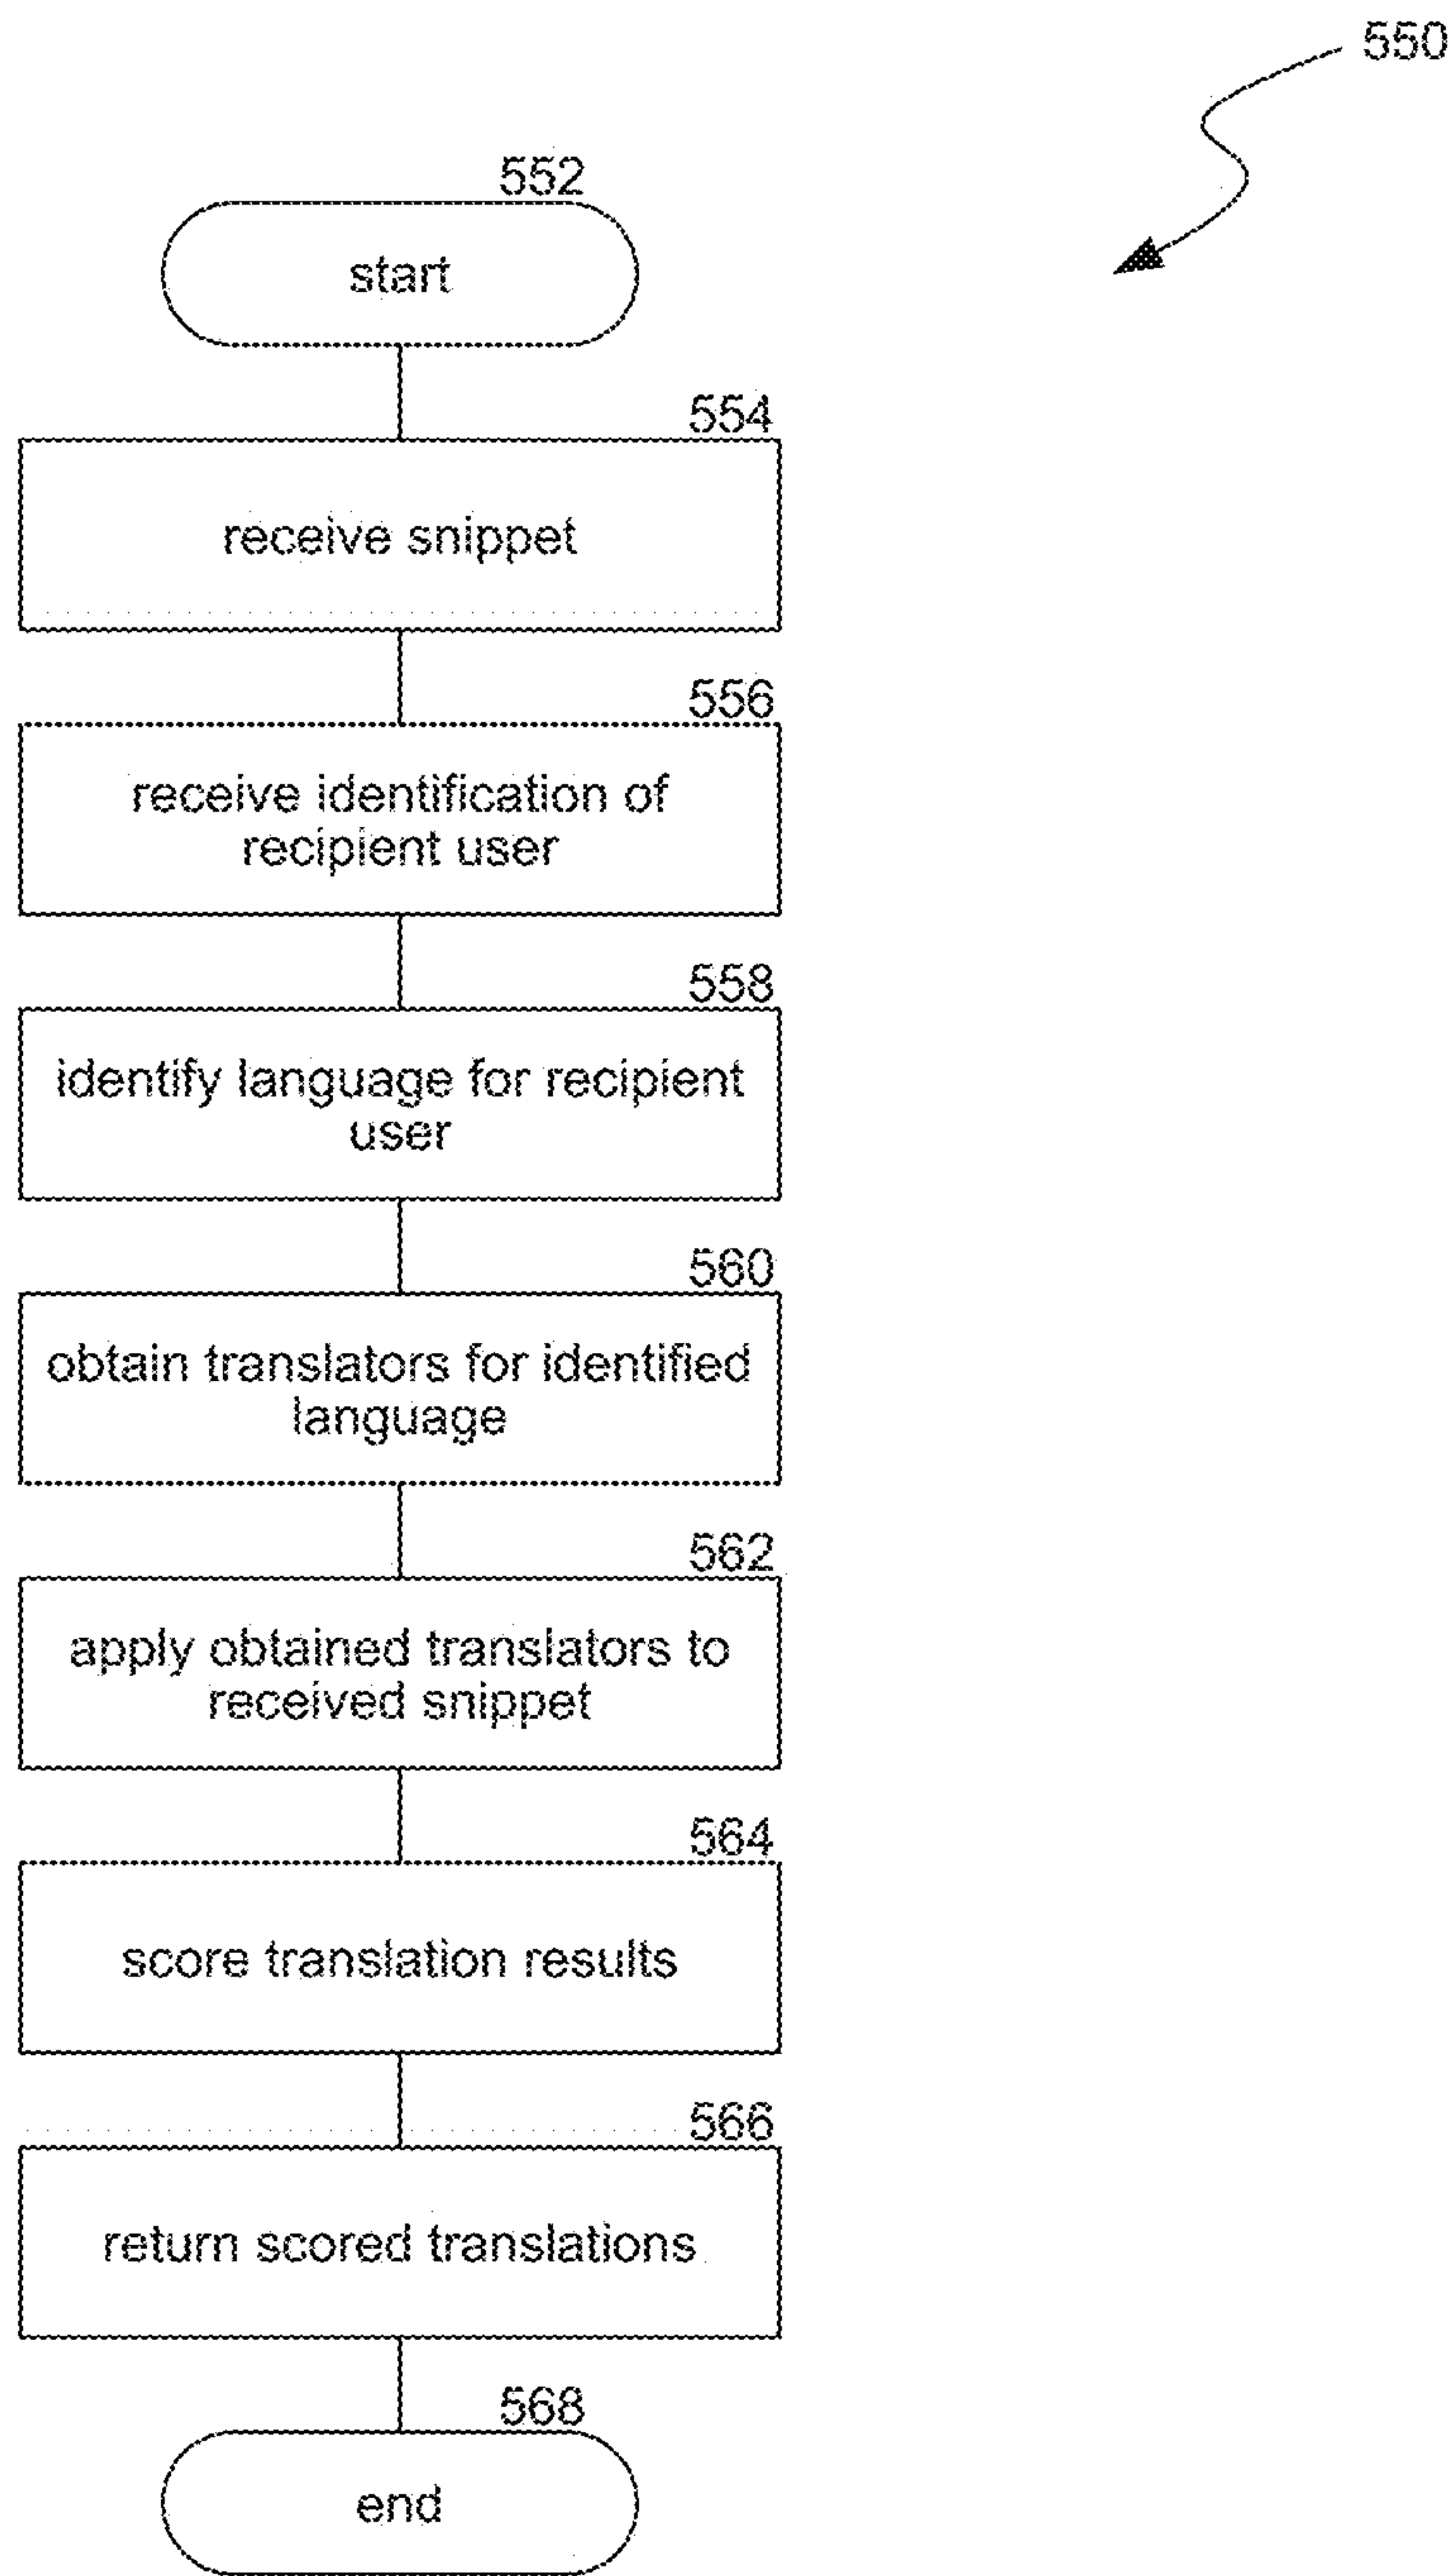 550
552
start
554
receive snippet
556
receive identification of
recipient user
558
identify language for recipient
user
560
obtain translators for identified
language
562
apply obtained translators to
received snippet
564
score translation results
566
return scored translations
568
end